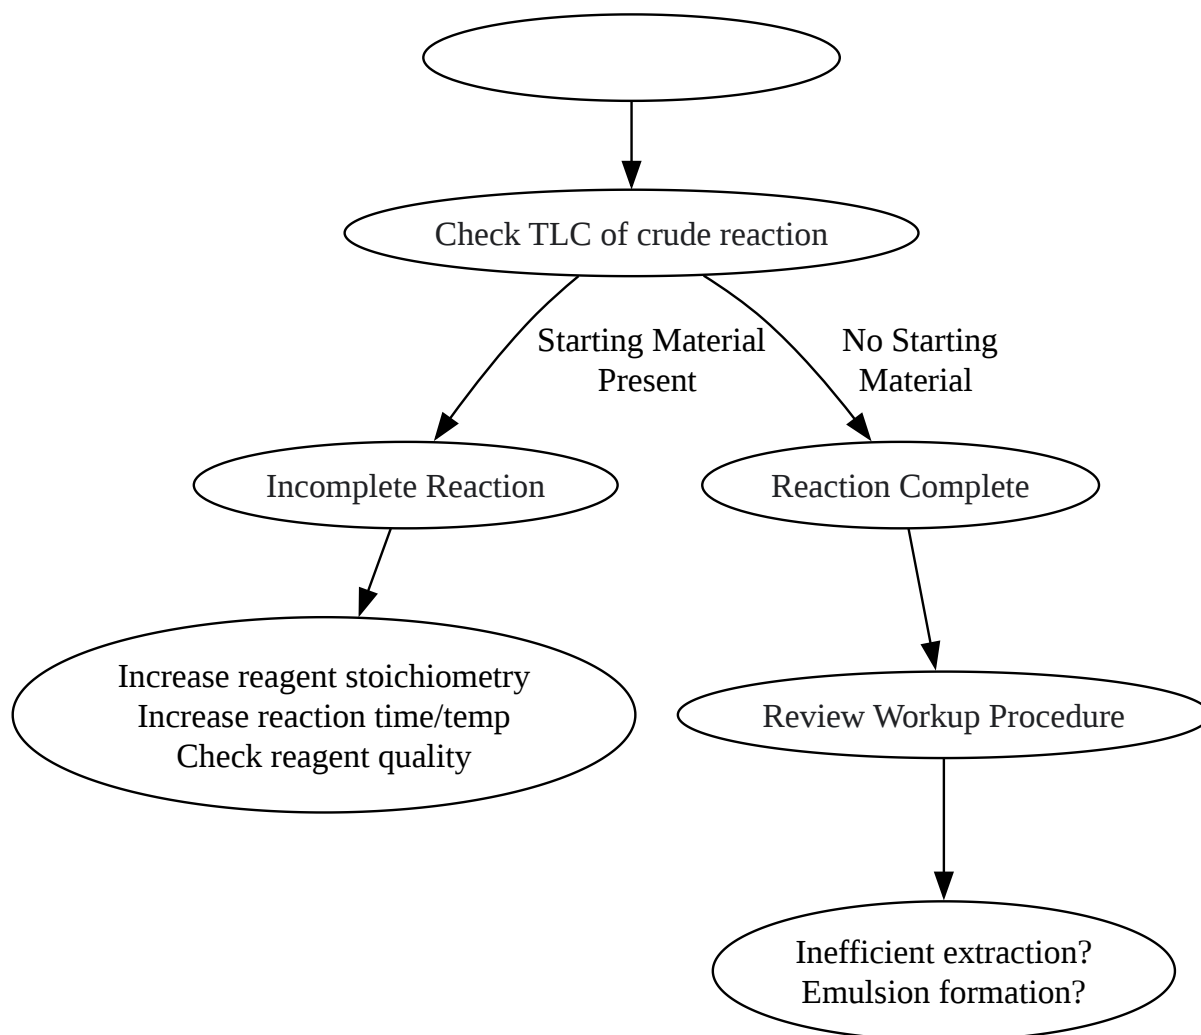 Check TLC of crude reaction
Starting Material
Present
No Starting
Material
Incomplete Reaction
Reaction Complete
Increase reagent stoichiometry
Increase reaction time/temp
Check reagent quality
Review Workup Procedure
Inefficient extraction?
Emulsion formation?